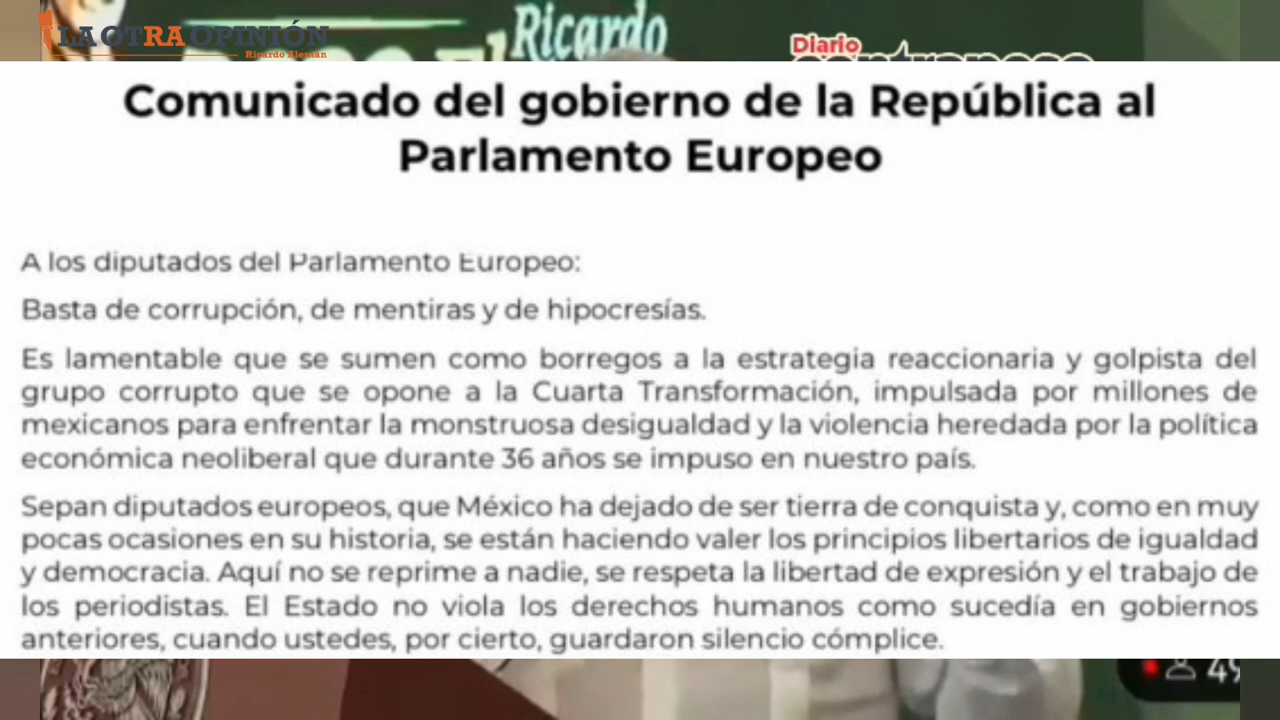 LA OTRA OPINIÓN
Ricardo Alemán
Ricardo
Diario
Comunicado del gobierno de la República al
Parlamento Europeo
A los diputados del Parlamento Europeo:
Basta de corrupción, de mentiras y de hipocresías.
Es lamentable que se sumen como borregos a la estrategia reaccionaria y golpista del
grupo corrupto que se opone a la Cuarta Transformación, impulsada por millones de
mexicanos para enfrentar la monstruosa desigualdad y la violencia heredada por la política
económica neoliberal que durante 36 años se impuso en nuestro país.
Sepan diputados europeos, que México ha dejado de ser tierra de conquista y, como en muy
pocas ocasiones en su historia, se están haciendo valer los principios libertarios de igualdad
y democracia. Aquí no se reprime a nadie, se respeta la libertad de expresión y el trabajo de
los periodistas. El Estado no viola los derechos humanos como sucedía en gobiernos
anteriores, cuando ustedes, por cierto, guardaron silencio cómplice.